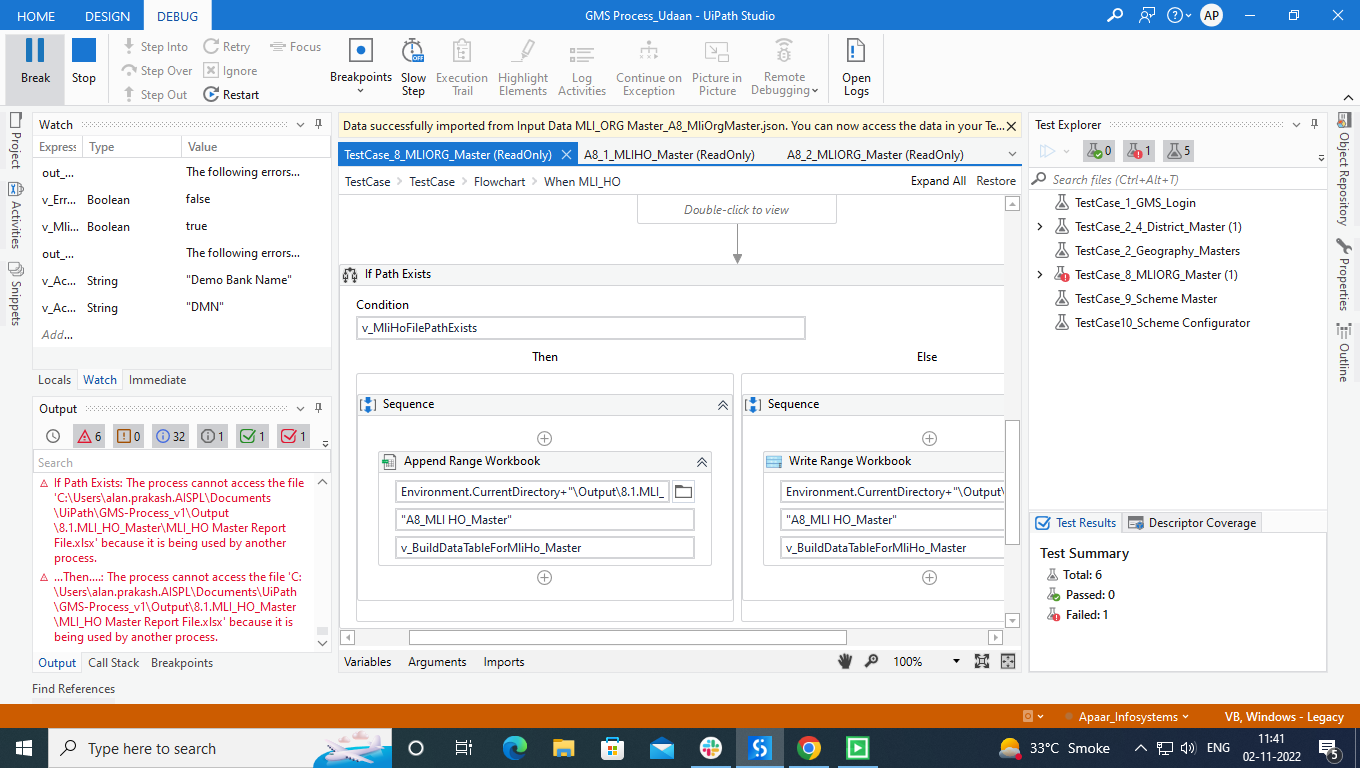 HOME DESIGN DEBUG
GMS Process_Udaan - UiPath Studio
AP
Break
Stop
Step Into
Step Over
Step Out
Retry
Ignore
Restart
Focus
Breakpoints
Slow Step
OFF
Execution Trail
Highlight Elements
Log Activities
Continue on Exception
Picture in Picture
Remote Debugging
Open Logs
Project
Activities
Snippets
Watch
Express Type Value
out_... The following errors...
v_Err... Boolean false
v_Mli... Boolean true
out_... The following errors...
v_Ac... String "Demo Bank Name"
v_Ac... String "DMN"
Add...
Locals Watch Immediate
Output
6 0 32 1 1 1
Search
If Path Exists: The process cannot access the file
'C:\Users\alan.prakash.AISPL\Documents
\UiPath\GMS-Process_v1\Output
\8.1.MLI_HO_Master\MLI_HO Master Report
File.xlsx' because it is being used by another
process.
...Then....: The process cannot access the file 'C:
\Users\alan.prakash.AISPL\Documents\UiPath
\GMS-Process_v1\Output\8.1.MLI_HO_Master
\MLI_HO Master Report File.xlsx' because it is
being used by another process.
Output Call Stack Breakpoints
Find References
Data successfully imported from Input Data MLI_ORG Master_A8_MliOrgMaster.json. You can now access the data in your Te...
TestCase_8_MLIORG_Master (ReadOnly) A8_1_MLIHO_Master (ReadOnly) A8_2_MLIORG_Master (ReadOnly)
TestCase TestCase Flowchart When MLI_HO
Expand All Restore
Double-click to view
If Path Exists
Condition
v_MliHoFilePathExists
Then Else
Sequence
Append Range Workbook
Environment.CurrentDirectory+"\Output\8.1.MLI_
"A8_MLI HO_Master"
v_BuildDataTableForMliHo_Master
Sequence
Write Range Workbook
Environment.CurrentDirectory+"\Output\
"A8_MLI HO_Master"
v_BuildDataTableForMliHo_Master
Variables Arguments Imports
100%
Test Explorer
0 1 5
Search files (Ctrl+Alt+T)
TestCase_1_GMS_Login
TestCase_2_4_District_Master (1)
TestCase_2_Geography_Masters
TestCase_8_MLIORG_Master (1)
TestCase_9_Scheme Master
TestCase10_Scheme Configurator
Test Results Descriptor Coverage
Test Summary
Total: 6
Passed: 0
Failed: 1
Object Repository
Properties
Outline
Apaar_Infosystems
VB, Windows - Legacy
Type here to search
33°C Smoke
ENG
11:41
02-11-2022
5